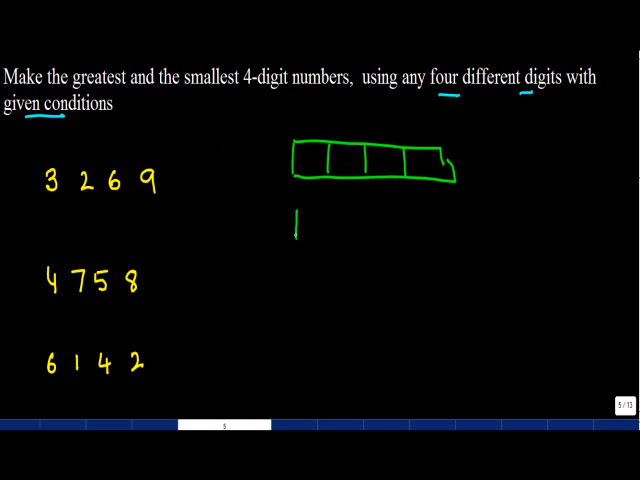 Make the greatest and the smallest 4-digit numbers, using any four different digits with
given conditions
3 2 6 9
4 7 5 8
6 1 4 2
5 / 13
5